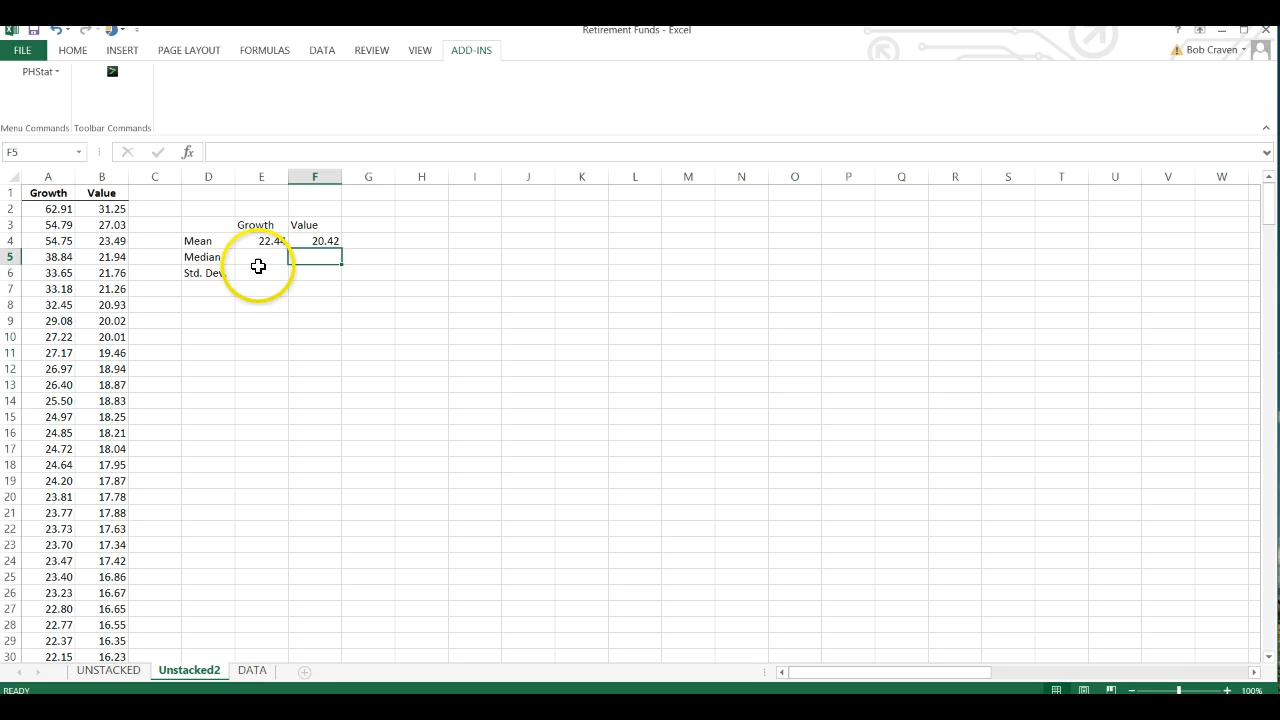 Retirement Funds - Excel
FILE HOME INSERT PAGE LAYOUT FORMULAS DATA REVIEW VIEW ADD-INS Bob Craven
PHStat
Menu Commands Toolbar Commands
F5 fx
A B C D E F G H I J K L M N O P Q R S T U V W
1 Growth Value
2 62.91 31.25
3 54.79 27.03 Growth Value
4 54.75 23.49 Mean 22.44 20.42
5 38.84 21.94 Median
6 33.65 21.76 Std. Dev.
7 33.18 21.26
8 32.45 20.93
9 29.08 20.02
10 27.22 20.01
11 27.17 19.46
12 26.97 18.94
13 26.40 18.87
14 25.50 18.83
15 24.97 18.25
16 24.85 18.21
17 24.72 18.04
18 24.64 17.95
19 24.20 17.87
20 23.81 17.78
21 23.77 17.88
22 23.73 17.63
23 23.70 17.34
24 23.47 17.42
25 23.40 16.86
26 23.23 16.67
27 22.80 16.65
28 22.77 16.55
29 22.37 16.35
30 22.15 16.23
UNSTACKED Unstacked2 DATA
READY 100%